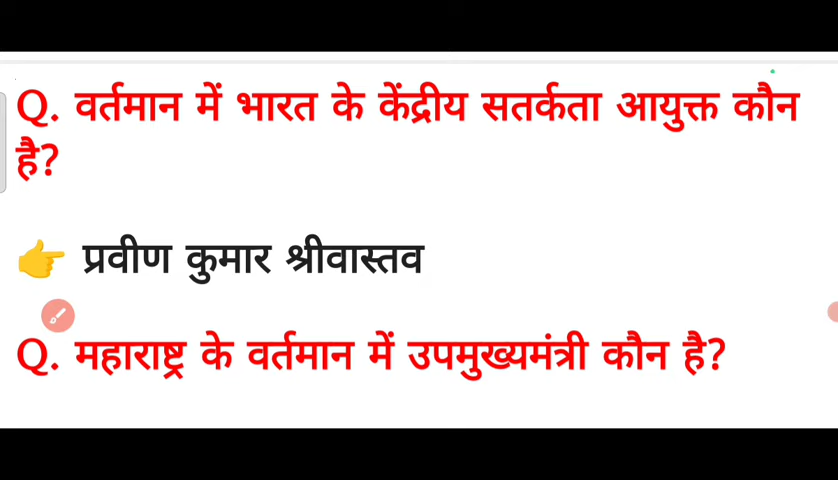 Q. वर्तमान में भारत के केंद्रीय सतर्कता आयुक्त कौन
है?
👉 प्रवीण कुमार श्रीवास्तव
Q. महाराष्ट्र के वर्तमान में उपमुख्यमंत्री कौन है?